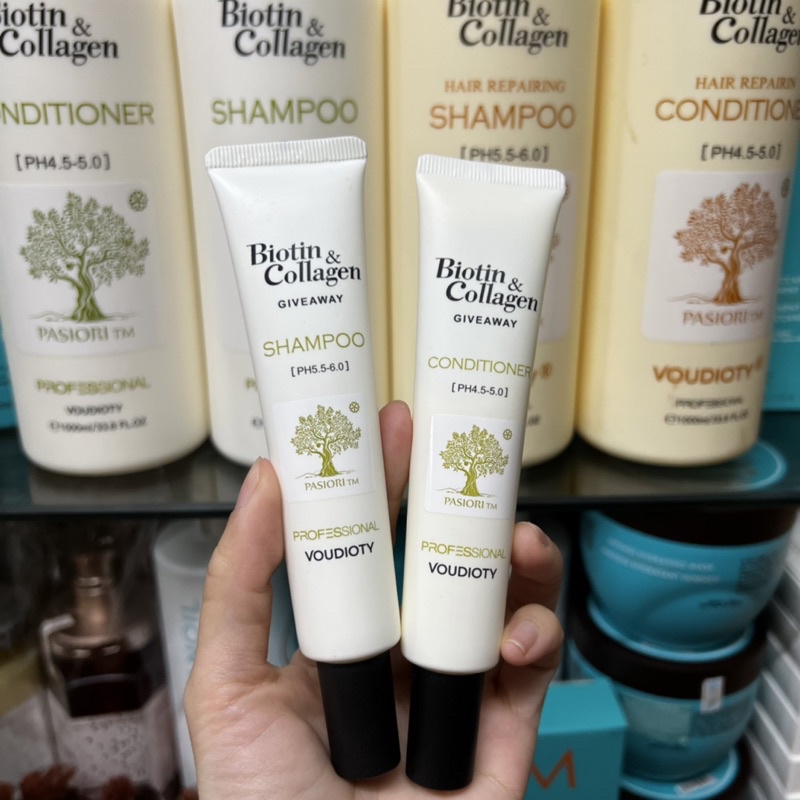 Biotin &
Collagen
CONDITIONER
[PH4.5-5.0]
PASIORI TM
PROFESSIONAL
VOUDIOTY
Biotin &
Collagen
SHAMPOO
Biotin &
Collagen
HAIR REPAIRING
SHAMPOO
[PH5.5-6.0]
Biotin &
Collagen
HAIR REPAIRIN
CONDITIONE
[PH4.5-5.0]
PASIORI TM
VOUDIOTY®
PROFESSIONAL
Biotin &
Collagen
GIVEAWAY
SHAMPOO
[PH5.5-6.0]
PASIORI TM
PROFESSIONAL
VOUDIOTY
Biotin &
Collagen
GIVEAWAY
CONDITIONER
[PH4.5-5.0]
PASIORI TM
PROFESSIONAL
VOUDIOTY
M